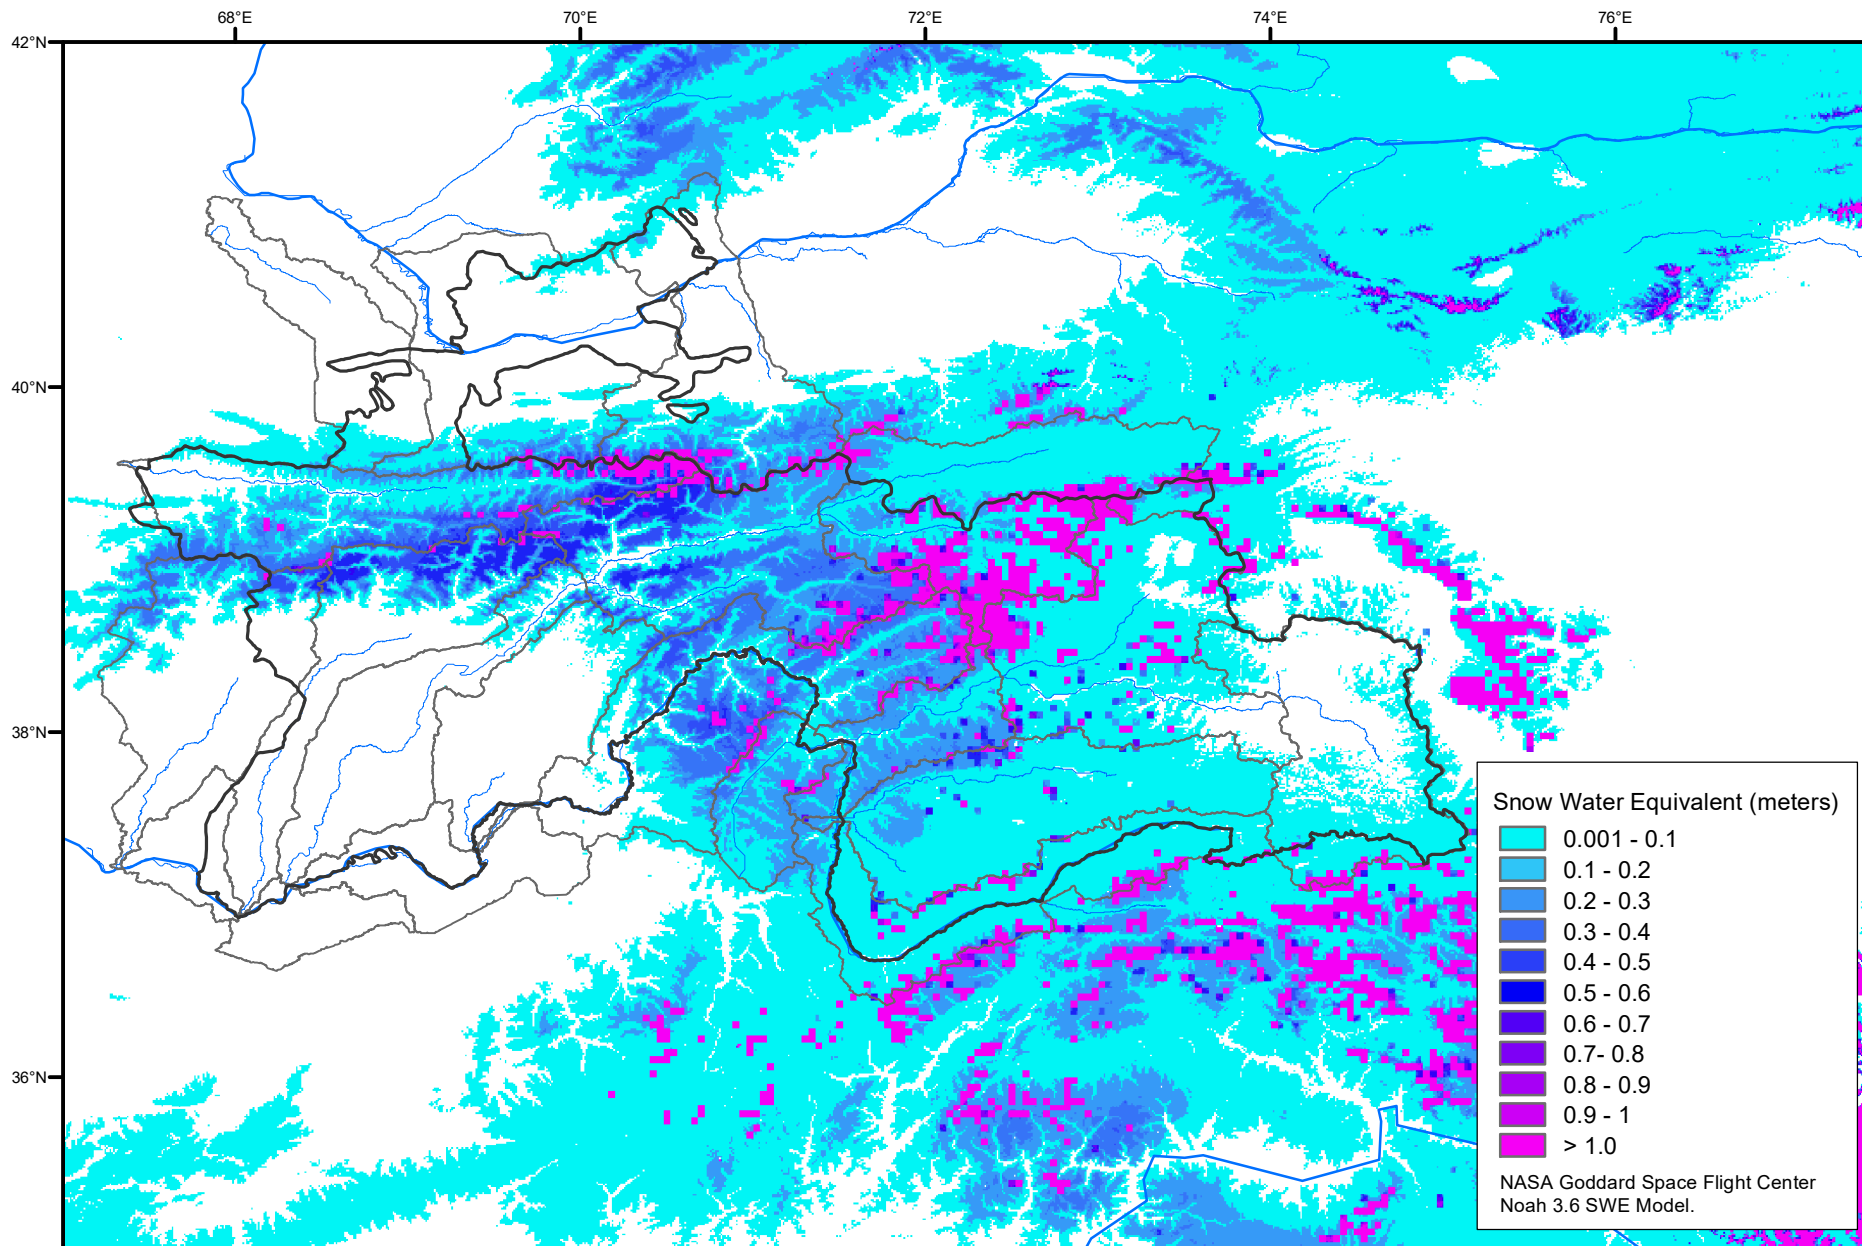 68°E
70°E
72°E
74°E
76°E
42°N
40°N
38°N
36°N
Snow Water Equivalent (meters)
0.001 - 0.1
0.1 - 0.2
0.2 - 0.3
0.3 - 0.4
0.4 - 0.5
0.5 - 0.6
0.6 - 0.7
0.7- 0.8
0.8 - 0.9
0.9 - 1
> 1.0
NASA Goddard Space Flight Center
Noah 3.6 SWE Model.